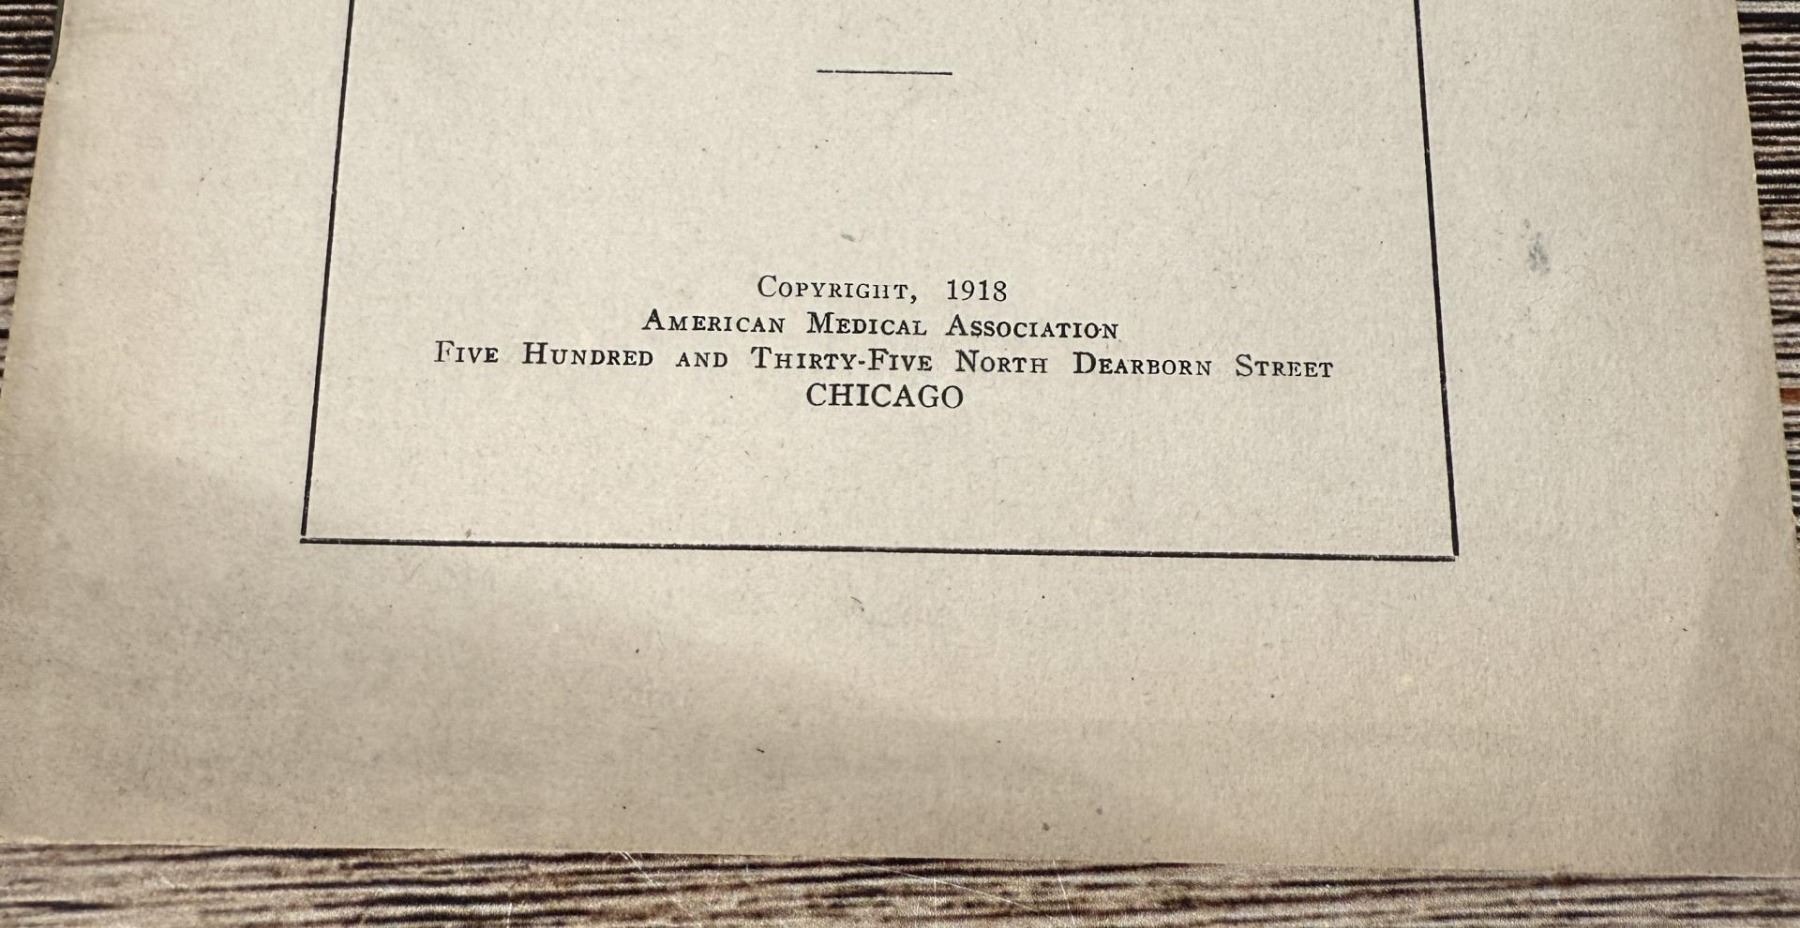 Copyright, 1918
American Medical Association
Five Hundred and Thirty-Five North Dearborn Street
CHICAGO